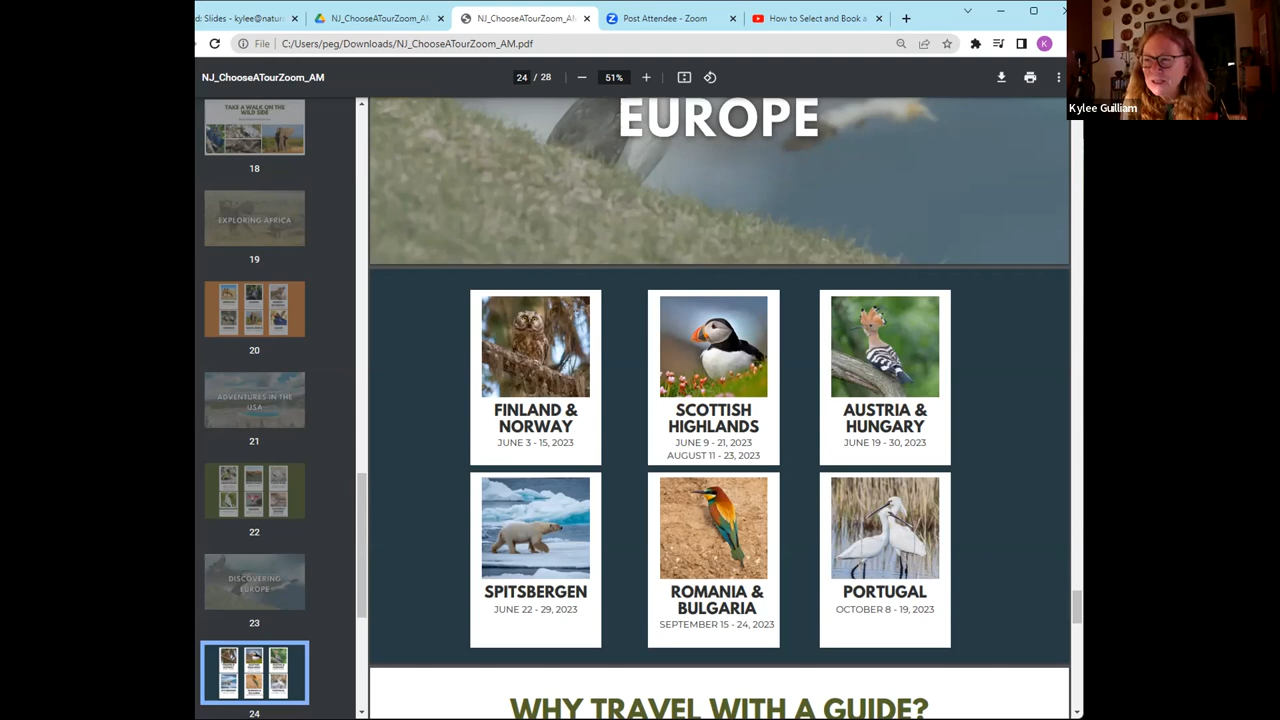 d: Slides - kylee@natur
NJ_ChooseATourZoom_AM
NJ_ChooseATourZoom_AM
Post Attendee - Zoom
How to Select and Book a
File
C:/Users/peg/Downloads/NJ_ChooseATourZoom_AM.pdf
K
NJ_ChooseATourZoom_AM
24 / 28
51%
Kylee Guilliam
TAKE A WALK ON THE
WILD SIDE
18
EXPLORING AFRICA
19
20
ADVENTURES IN THE
USA
21
22
DISCOVERING
EUROPE
23
24
EUROPE
FINLAND &
NORWAY
JUNE 3 - 15, 2023
SCOTTISH
HIGHLANDS
JUNE 9 - 21, 2023
AUGUST 11 - 23, 2023
AUSTRIA &
HUNGARY
JUNE 19 - 30, 2023
SPITSBERGEN
JUNE 22 - 29, 2023
ROMANIA &
BULGARIA
SEPTEMBER 15 - 24, 2023
PORTUGAL
OCTOBER 8 - 19, 2023
WHY TRAVEL WITH A GUIDE?